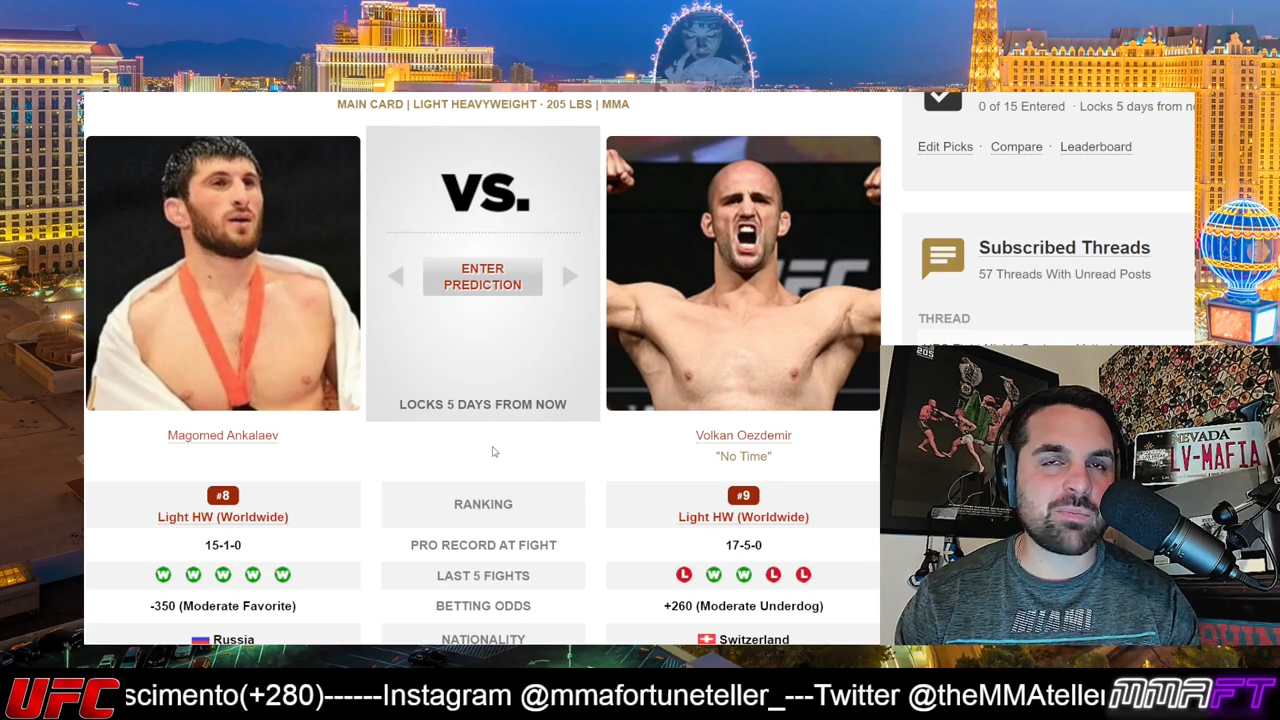 MAIN CARD | LIGHT HEAVYWEIGHT · 205 LBS | MMA
0 of 15 Entered · Locks 5 days from
Edit Picks · Compare · Leaderboard
VS.
ENTER
PREDICTION
LOCKS 5 DAYS FROM NOW
Subscribed Threads
57 Threads With Unread Posts
THREAD
UFC
205
Magomed Ankalaev
Volkan Oezdemir
"No Time"
NEVADA
LV-MAFIA
#8
RANKING
#9
Light HW (Worldwide)
Light HW (Worldwide)
15-1-0
PRO RECORD AT FIGHT
17-5-0
W W W W W
LAST 5 FIGHTS
L W W L L
-350 (Moderate Favorite)
BETTING ODDS
+260 (Moderate Underdog)
Russia
NATIONALITY
Switzerland
MIAMI
UFC
scimento(+280)------Instagram @mmafortuneteller_---Twitter @theMMAteller
MMAFT